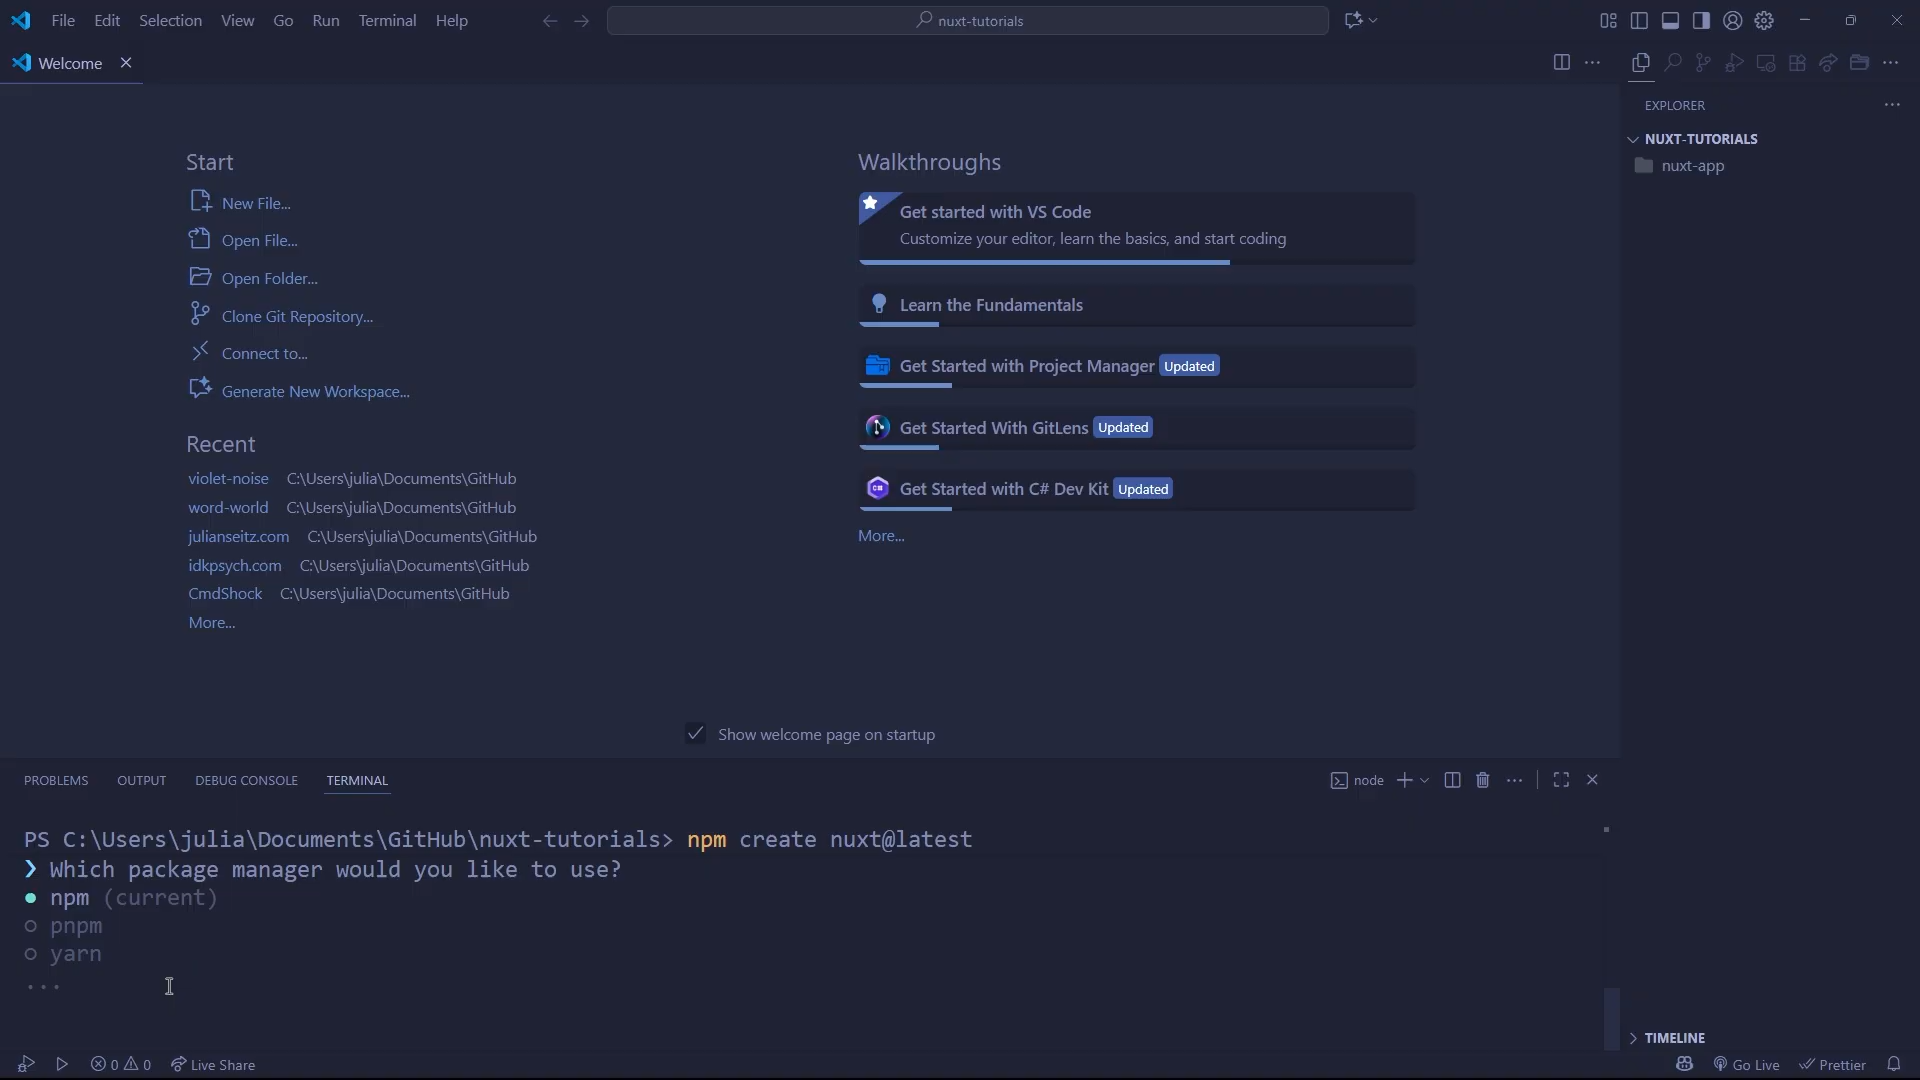 File Edit Selection View Go Run Terminal Help
nuxt-tutorials
Welcome
Start
New File...
Open File...
Open Folder...
Clone Git Repository...
Connect to...
Generate New Workspace...
Recent
violet-noise C:\Users\julia\Documents\GitHub
word-world C:\Users\julia\Documents\GitHub
julianseitz.com C:\Users\julia\Documents\GitHub
idkpsych.com C:\Users\julia\Documents\GitHub
CmdShock C:\Users\julia\Documents\GitHub
More...
Walkthroughs
Get started with VS Code
Customize your editor, learn the basics, and start coding
Learn the Fundamentals
Get Started with Project Manager Updated
Get Started With GitLens Updated
Get Started with C# Dev Kit Updated
More...
Show welcome page on startup
EXPLORER
NUXT-TUTORIALS
nuxt-app
PROBLEMS OUTPUT DEBUG CONSOLE TERMINAL
node
PS C:\Users\julia\Documents\GitHub\nuxt-tutorials> npm create nuxt@latest
❯ Which package manager would you like to use?
● npm (current)
○ pnpm
○ yarn
...
TIMELINE
0 0 Live Share
Go Live Prettier